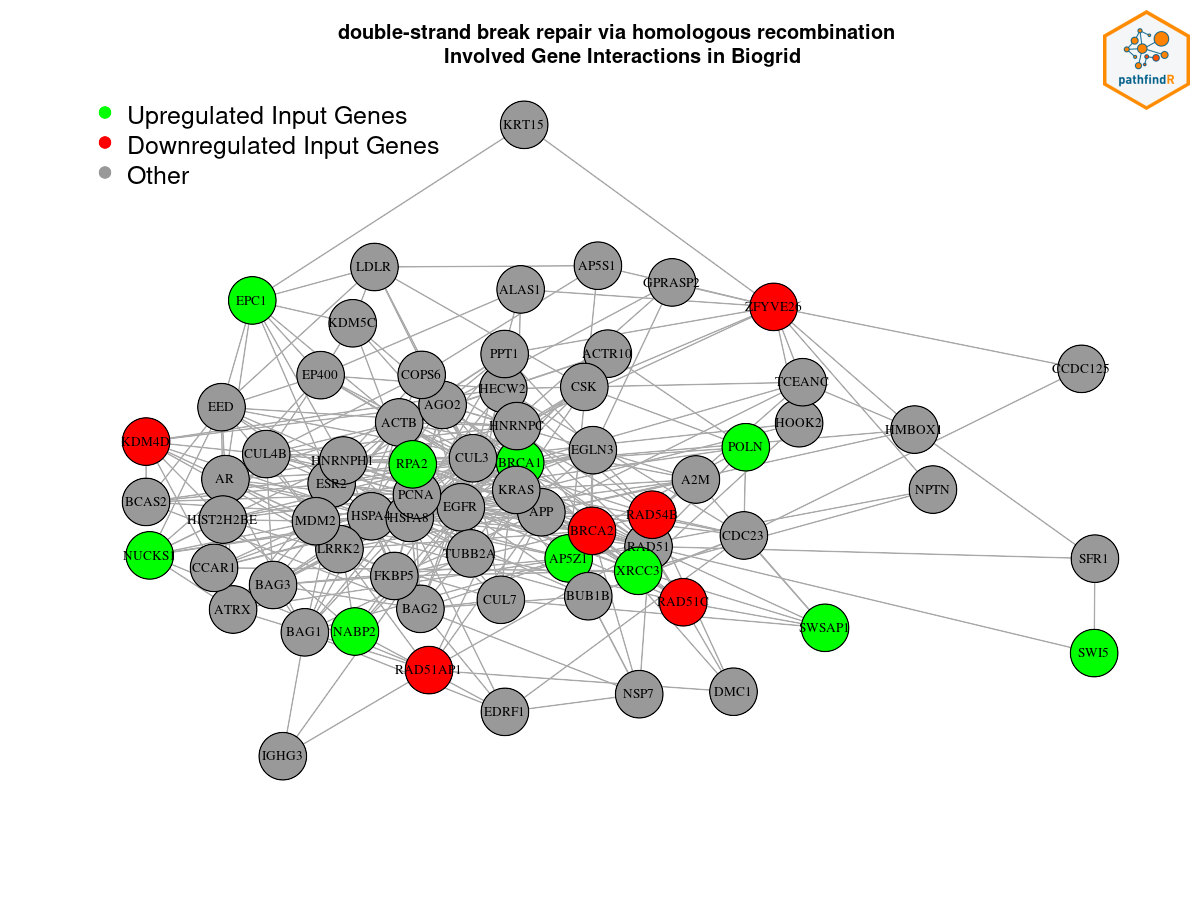 double-strand break repair via homologous recombination
Involved Gene Interactions in Biogrid
pathfindR
Upregulated Input Genes
Downregulated Input Genes
Other
KRT15
LDLR
AP5S1
GPRASP2
ALAS1
EPC1
ZFYVE26
KDM5C
PPT1
ACTR10
CCDC125
EP400
COPS6
HECW2
CSK
TCEANC
EED
AGO2
ACTB
HNRNPC
HOOK2
HMBOX1
KDM4D
CUL4B
HNRNPH1
RPA2
CUL3
BRCA1
EGLN3
POLN
AR
ESR2
PCNA
KRAS
A2M
NPTN
BCAS2
HIST2H2BE
MDM2
HSPA4
HSPA8
EGFR
APP
RAD54B
BRCA2
CDC23
NUCKS1
CCAR1
LRRK2
TUBB2A
AP5Z1
RAD51
SFR1
BAG3
FKBP5
XRCC3
ATRX
BAG2
CUL7
BUB1B
RAD51C
BAG1
NABP2
SWSAP1
SWI5
RAD51AP1
NSP7
DMC1
EDRF1
IGHG3